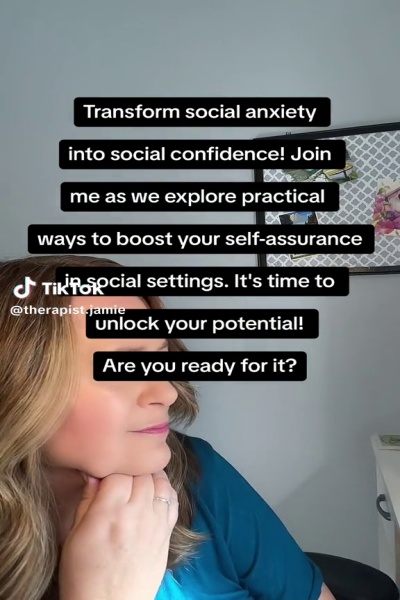 Transform social anxiety
into social confidence! Join
me as we explore practical
ways to boost your self-assurance
in social settings. It's time to
TikTok
@therapist.jamie
unlock your potential!
Are you ready for it?